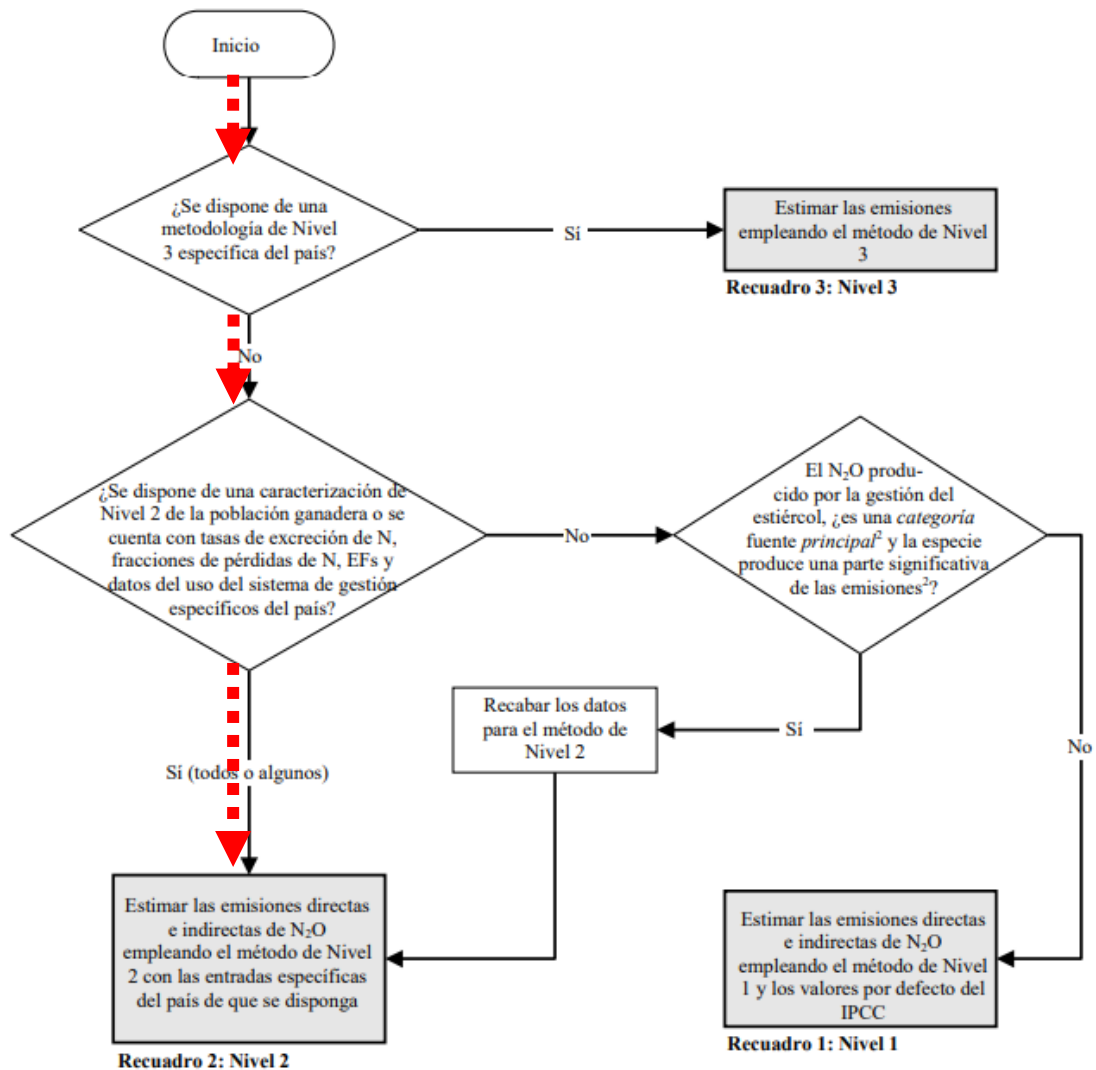 Inicio
¿Se dispone de una
metodología de Nivel
3 específica del país?
Sí
Estimar las emisiones
empleando el método de Nivel
3
Recuadro 3: Nivel 3
No
¿Se dispone de una caracterización de
Nivel 2 de la población ganadera o se
cuenta con tasas de excreción de N,
fracciones de pérdidas de N, EFs y
datos del uso del sistema de gestión
específicos del país?
No
El N₂O produ-
cido por la gestión del
estiércol, ¿es una categoría
fuente principal² y la especie
produce una parte significativa
de las emisiones²?
Recabar los datos
para el método de
Nivel 2
Sí
No
Sí (todos o algunos)
Estimar las emisiones directas
e indirectas de N₂O
empleando el método de Nivel
2 con las entradas específicas
del país de que se disponga
Recuadro 2: Nivel 2
Estimar las emisiones directas
e indirectas de N₂O
empleando el método de Nivel
1 y los valores por defecto del
IPCC
Recuadro 1: Nivel 1